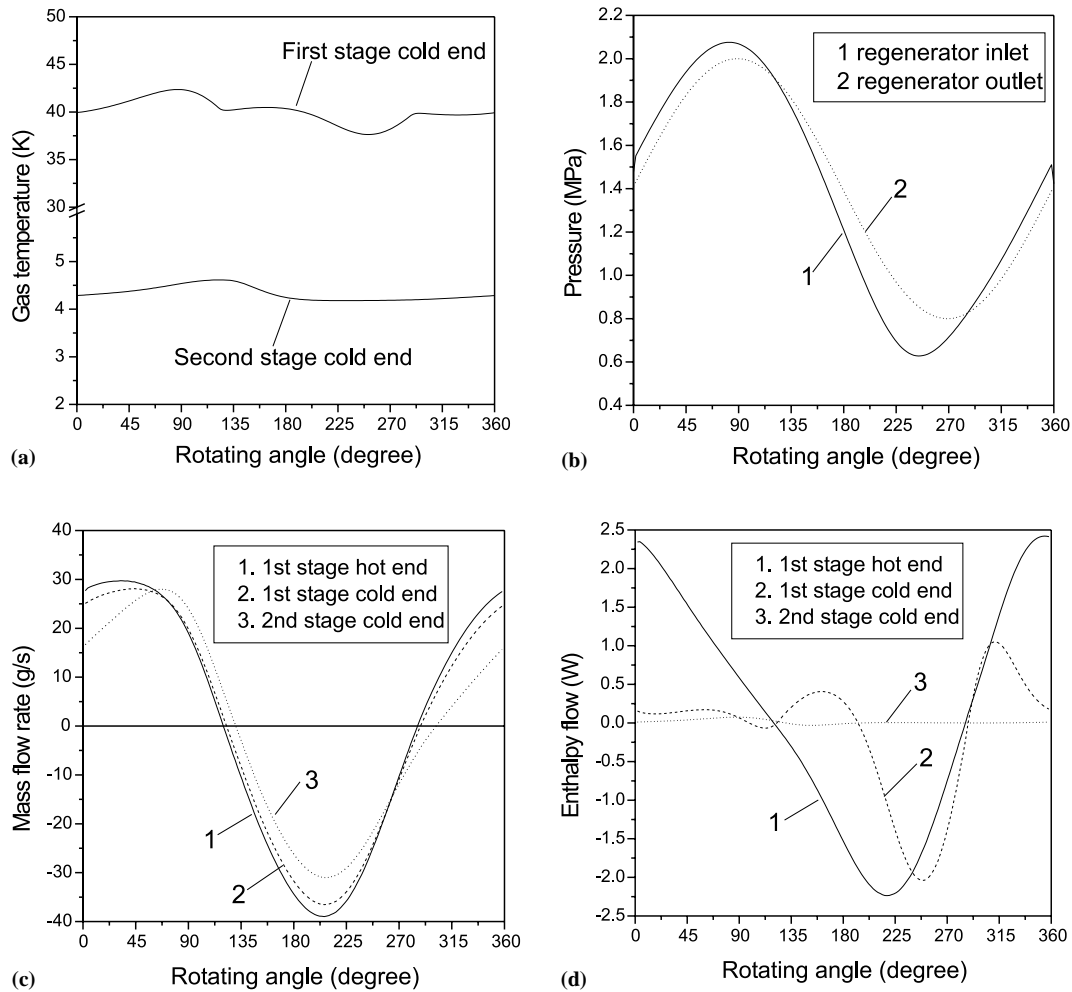 50
45
40
35
30
5
4
3
2
Gas temperature (K)
First stage cold end
Second stage cold end
0 45 90 135 180 225 270 315 360
Rotating angle (degree)
(a)
2.2
2.0
1.8
1.6
1.4
1.2
1.0
0.8
0.6
0.4
Pressure (MPa)
1 regenerator inlet
2 regenerator outlet
2
1
0 45 90 135 180 225 270 315 360
Rotating angle (degree)
(b)
40
30
20
10
0
-10
-20
-30
-40
Mass flow rate (g/s)
1. 1st stage hot end
2. 1st stage cold end
3. 2nd stage cold end
3
1
2
0 45 90 135 180 225 270 315 360
Rotating angle (degree)
(c)
2.5
2.0
1.5
1.0
0.5
0.0
-0.5
-1.0
-1.5
-2.0
-2.5
Enthalpy flow (W)
1. 1st stage hot end
2. 1st stage cold end
3. 2nd stage cold end
3
2
1
0 45 90 135 180 225 270 315 360
Rotating angle (degree)
(d)